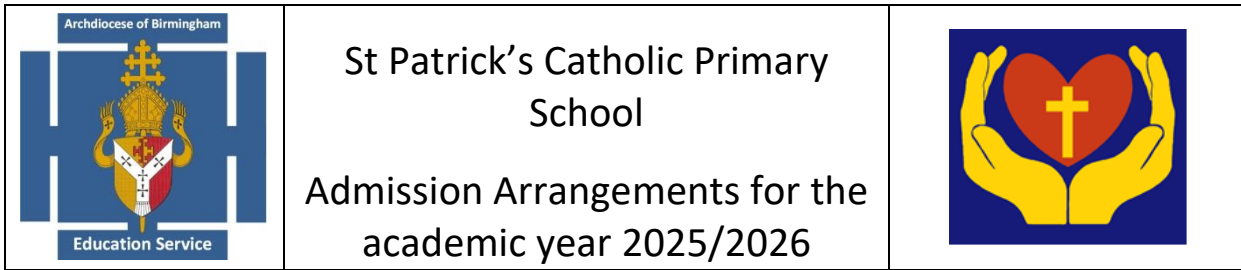 Archdiocese of Birmingham
Education Service
St Patrick’s Catholic Primary
School
Admission Arrangements for the
academic year 2025/2026